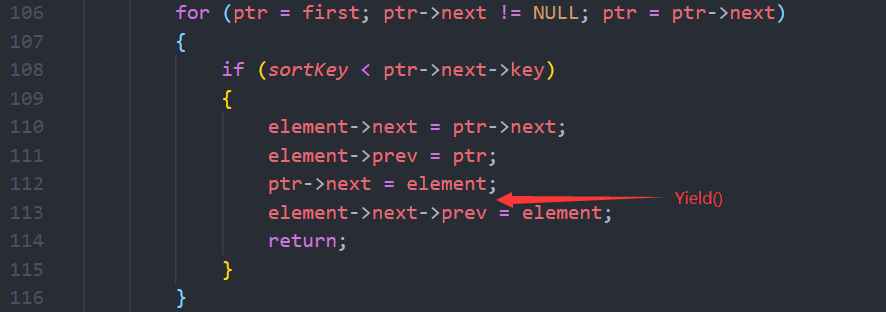 106 for (ptr = first; ptr->next != NULL; ptr = ptr->next)
107 {
108 if (sortKey < ptr->next->key)
109 {
110 element->next = ptr->next;
111 element->prev = ptr;
112 ptr->next = element;
Yield()
113 element->next->prev = element;
114 return;
115 }
116 }